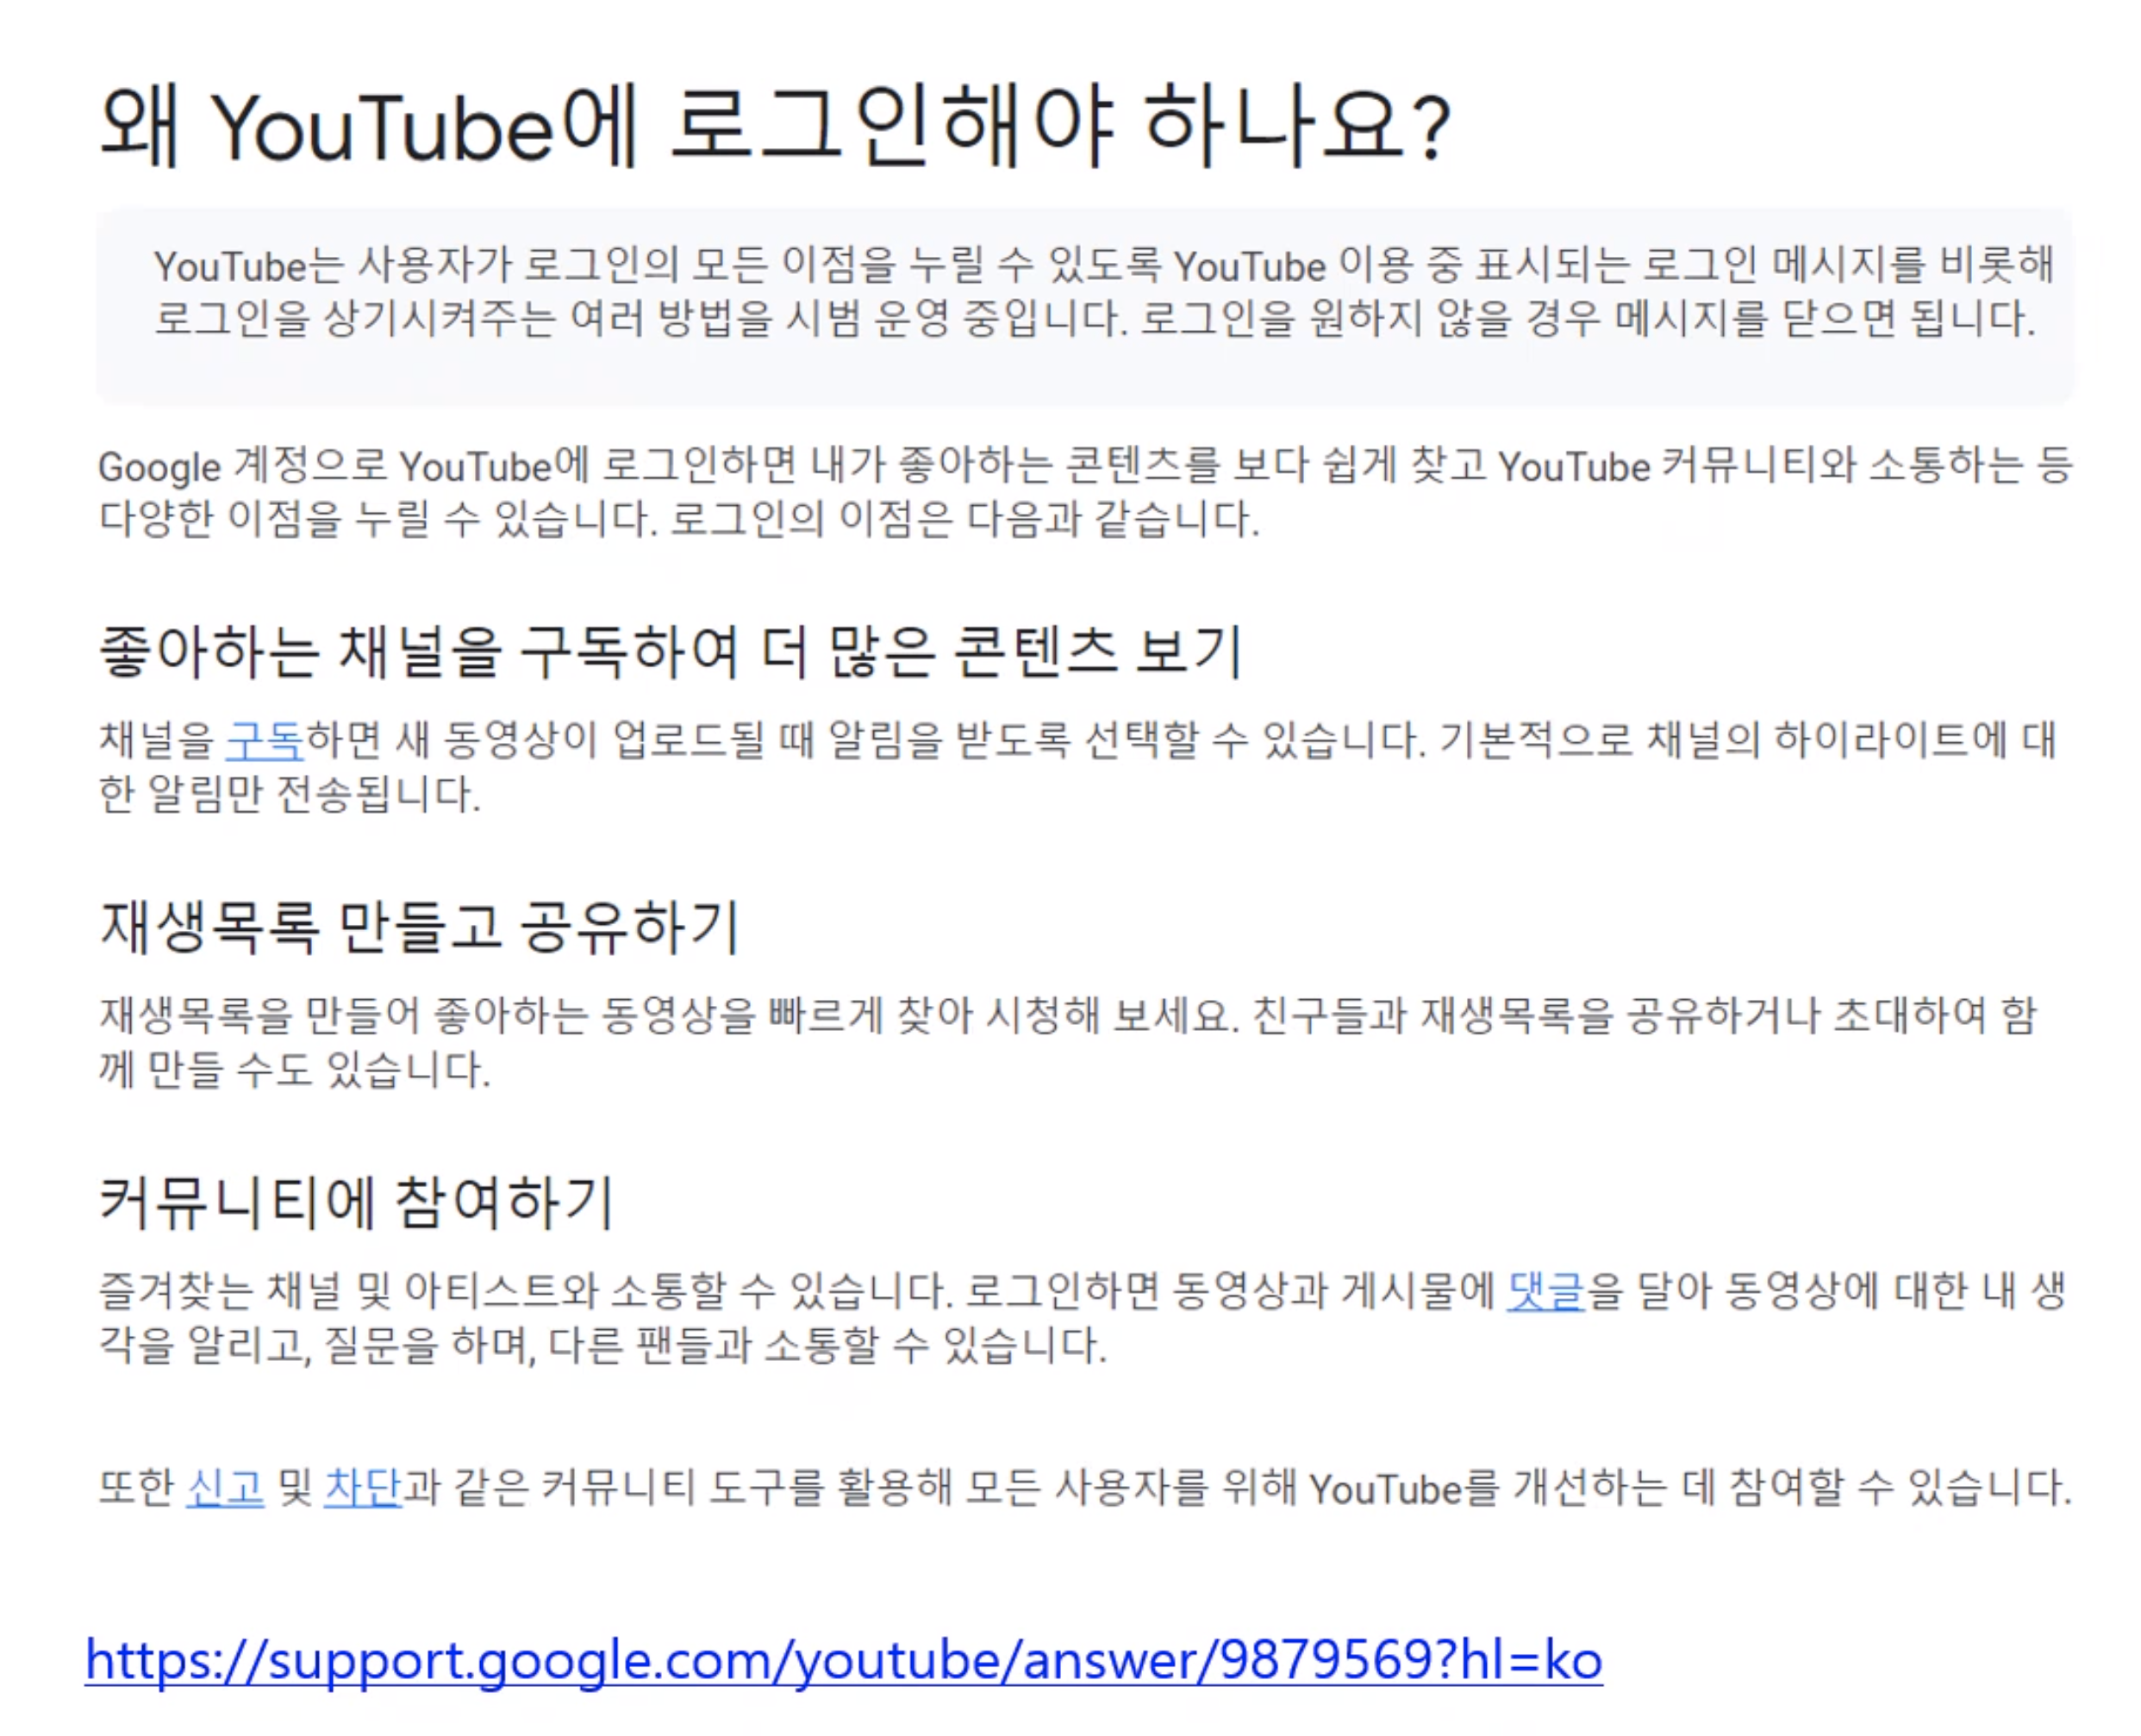 왜 YouTube에 로그인해야 하나요?
YouTube는 사용자가 로그인의 모든 이점을 누릴 수 있도록 YouTube 이용 중 표시되는 로그인 메시지를 비롯해
로그인을 상기시켜주는 여러 방법을 시범 운영 중입니다. 로그인을 원하지 않을 경우 메시지를 닫으면 됩니다.
Google 계정으로 YouTube에 로그인하면 내가 좋아하는 콘텐츠를 보다 쉽게 찾고 YouTube 커뮤니티와 소통하는 등
다양한 이점을 누릴 수 있습니다. 로그인의 이점은 다음과 같습니다.
좋아하는 채널을 구독하여 더 많은 콘텐츠 보기
채널을 구독하면 새 동영상이 업로드될 때 알림을 받도록 선택할 수 있습니다. 기본적으로 채널의 하이라이트에 대
한 알림만 전송됩니다.
재생목록 만들고 공유하기
재생목록을 만들어 좋아하는 동영상을 빠르게 찾아 시청해 보세요. 친구들과 재생목록을 공유하거나 초대하여 함
께 만들 수도 있습니다.
커뮤니티에 참여하기
즐겨찾는 채널 및 아티스트와 소통할 수 있습니다. 로그인하면 동영상과 게시물에 댓글을 달아 동영상에 대한 내 생
각을 알리고, 질문을 하며, 다른 팬들과 소통할 수 있습니다.
또한 신고 및 차단과 같은 커뮤니티 도구를 활용해 모든 사용자를 위해 YouTube를 개선하는 데 참여할 수 있습니다.
https://support.google.com/youtube/answer/9879569?hl=ko